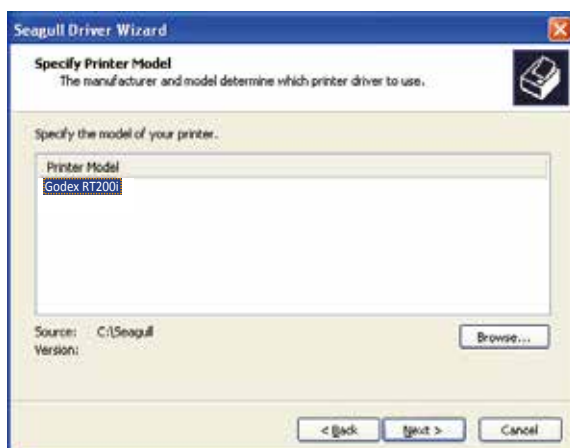 Seagull Driver Wizard
Specify Printer Model
The manufacturer and model determine which printer driver to use.
Specify the model of your printer.
Printer Model
Godex RT200i
Source: C:\Seagull
Browse...
Version:
< Back Next > Cancel